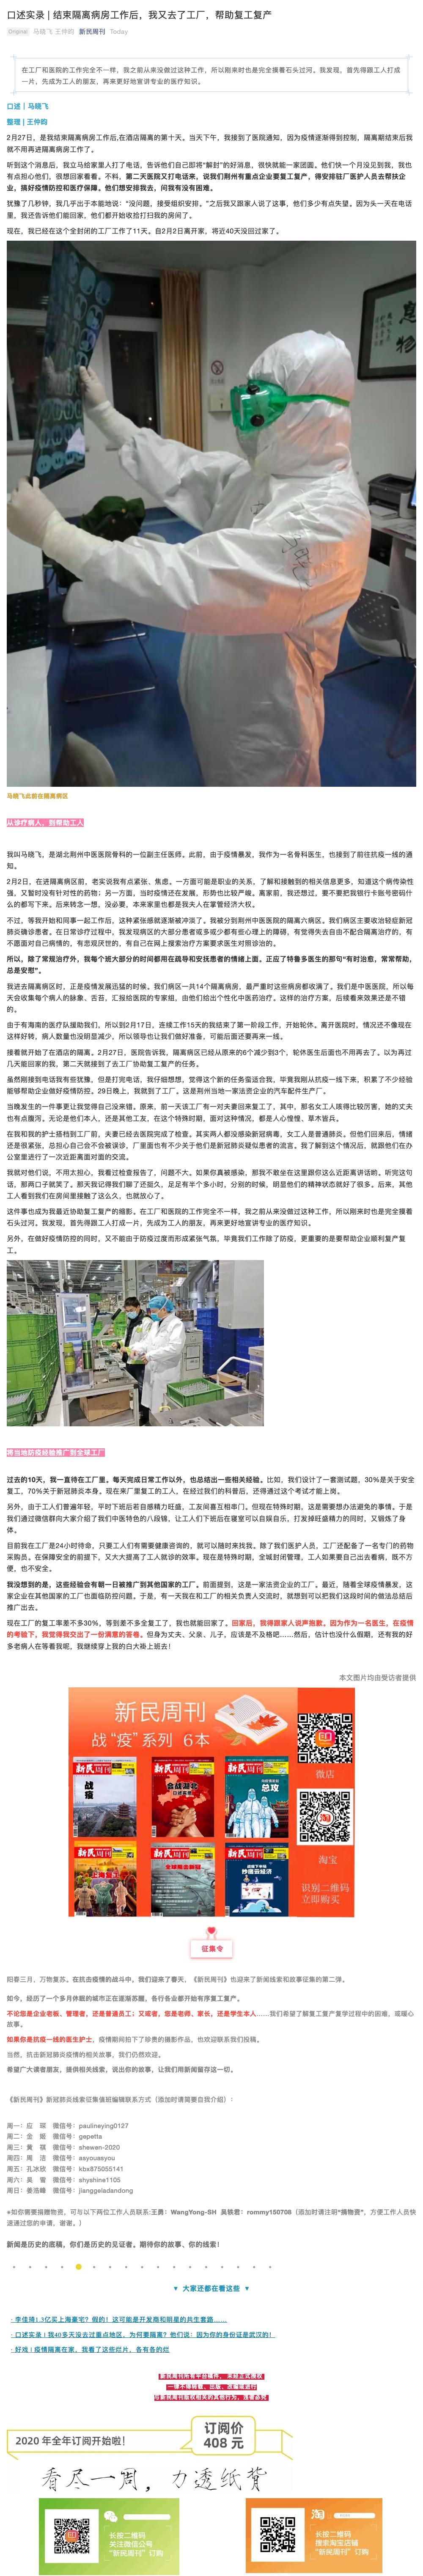 口述实录 | 结束隔离病房工作后，我又去了工厂，帮助复工复产
Original 马晓飞 王仲昀 新民周刊 Today
在工厂和医院的工作完全不一样，我之前从来没做过这种工作，所以刚来时也是完全摸着石头过河。我发现，首先得跟工人打成
一片，先成为工人的朋友，再来更好地宣讲专业的医疗知识。
口述｜马晓飞
整理｜王仲昀
2月27日，是我结束隔离病房工作后,在酒店隔离的第十天。当天下午，我接到了医院通知，因为疫情逐渐得到控制，隔离期结束后我
就不用再进隔离病房工作了。
听到这个消息后，我立马给家里人打了电话，告诉他们自己即将“解封”的好消息，很快就能一家团圆。他们快一个月没见到我，我也
有点担心他们，很想回家看看。不料，第二天医院又打电话来，说我们荆州有重点企业要复工复产，得安排驻厂医护人员去帮扶企
业，搞好疫情防控和医疗保障。他们想安排我去，问我有没有困难。
犹豫了几秒钟，我几乎出于本能地说：“没问题，接受组织安排。”之后我又跟家人说了这事，他们多少有点失望。因为头一天在电话
里，我还告诉他们能回家，他们都开始收拾打扫我的房间了。
现在，我已经在这个全封闭的工厂工作了11天。自2月2日离开家，将近40天没回过家了。
马晓飞此前在隔离病区
从诊疗病人，到帮助工人
我叫马晓飞，是湖北荆州中医医院骨科的一位副主任医师。此前，由于疫情暴发，我作为一名骨科医生，也接到了前往抗疫一线的通
知。
2月2日，在进隔离病区前，老实说我有点紧张、焦虑。一方面可能是职业的关系，了解和接触到的相关信息更多，知道这个病传染性
强，又暂时没有针对性的药物；另一方面，当时疫情还在发展，形势也比较严峻。离家前，我还想过，要不要把我银行卡账号密码什
么的都写下来。后来转念一想，没必要，本来家里也都是我夫人在掌管经济大权。
不过，等我开始和同事一起工作后，这种紧张感就逐渐被冲淡了。我被分到荆州中医医院的隔离六病区。我们病区主要收治轻症新冠
肺炎确诊患者。在日常诊疗过程中，我发现病区的大部分患者或多或少都有些心理上的障碍，有觉得失去自由不配合隔离治疗的，有
不愿面对自己病情的，有悲观厌世的，有自己在网上搜索治疗方案要求医生对照诊治的。
所以，除了常规治疗外，我每个班大部分的时间都用在疏导和安抚患者的情绪上面。正应了特鲁多医生的那句“有时治愈，常常帮助，
总是安慰”。
我进去隔离病区时，正是疫情发展迅猛的时候。我们病区一共14个隔离病房，最严重时这些病房都收满了。我们是中医医院，所以每
天会收集每个病人的脉象、舌苔，汇报给医院的专家组，由他们给出个性化中医药治疗。这样的治疗方案，后续看来效果还是不错
的。
由于有海南的医疗队援助我们，所以到2月17日，连续工作15天的我结束了第一阶段工作，开始轮休。离开医院时，情况还不像现在
这样好转，病人数量也没明显减少，所以领导也让我们做好准备，可能后面还要再来一线。
接着就开始了在酒店的隔离。2月27日，医院告诉我，隔离病区已经从原来的6个减少到3个，轮休医生后面也不用再去了。以为再过
几天能回家的我，第二天就接到了去工厂协助复工复产的任务。
虽然刚接到电话我有些犹豫，但是打完电话，我仔细想想，觉得这个新的任务蛮适合我，毕竟我刚从抗疫一线下来，积累了不少经验
能够帮助企业做好疫情防控。29日晚上，我就到了工厂。这是荆州当地一家法资企业的汽车配件生产厂。
当晚发生的一件事更让我觉得自己没来错。原来，前一天该工厂有一对夫妻回来复工了，其中，那名女工人咳得比较厉害，她的丈夫
也有点腹泻。无论是他们本人，还是其他工友，在这个特殊时期，面对这种情况，都是人心惶惶、草木皆兵。
在我和我的护士搭档到工厂前，夫妻已经去医院完成了检查。其实两人都没感染新冠病毒，女工人是普通肺炎。但他们回来后，情绪
还是很紧张，总担心自己会不会被误诊，厂里面也有不少关于他们是新冠肺炎疑似患者的流言。我了解到这个情况后，就跟他们在办
公室里进行了一次近距离面对面的交流。
我就对他们说，不用太担心，我看过检查报告了，问题不大。如果你真被感染，那我不敢坐在这里跟你这么近距离讲话啊。听完这句
话，那两口子就笑了。那天我记得我们聊了还挺久，足足有半个多小时，分别的时候，明显他们的精神状态就好了很多。后来，其他
工人看到我们在房间里接触了这么久，也就放心了。
这件事也成为我最近协助复工复产的缩影。在工厂和医院的工作完全不一样，我之前从来没做过这种工作，所以刚来时也是完全摸着
石头过河。我发现，首先得跟工人打成一片，先成为工人的朋友，再来更好地宣讲专业的医疗知识。
另外，在做好疫情防控的同时，又不能由于防疫过度而形成紧张气氛，毕竟我们工作除了防疫，更重要的是要帮助企业顺利复产复
工。
将当地防疫经验推广到全球工厂
过去的10天，我一直待在工厂里。每天完成日常工作以外，也总结出一些相关经验。比如，我们设计了一套测试题，30%是关于安全
复工，70%关于新冠肺炎本身。现在来厂里复工的工人，在经过我们的科普后，还得通过这个考试才能上岗。
另外，由于工人们普遍年轻，平时下班后若自感精力旺盛，工友间喜互相串门。但现在特殊时期，这是需要想办法避免的事情。于是
我们通过微信群向大家介绍了我们中医特色的八段锦，让工人们下班后在寝室可以自娱自乐，打发掉旺盛精力的同时，又锻炼了身
体。
目前我在工厂是24小时待命，只要工人们有需要健康咨询的，就可以随时来找我。除了我们医护人员，工厂还配备了一名专门的药物
采购员。在保障安全的前提下，又大大提高了工人就诊的效率。现在是特殊时期，全城封闭管理，工人如果要自己出去看病，既不方
便，也不安全。
我没想到的是，这些经验会有朝一日被推广到其他国家的工厂。前面提到，这是一家法资企业的工厂。最近，随着全球疫情暴发，这
家企业在其他国家的工厂也面临防控问题。于是，有一天我在和工厂的相关负责人交流时，就想到可以把我们这段时间的做法总结后
推广出去。
现在工厂的复工率差不多30%，等到差不多全复工了，我也就能回家了。回家后，我得跟家人说声抱歉。因为作为一名医生，在疫情
的考验下，我觉得我交出了一份满意的答卷。但身为丈夫、父亲、儿子，应该是不及格吧……然后，估计也没什么假期，还有我的好
多老病人在等着我呢，我继续穿上我的白大褂上班去！
本文图片均由受访者提供
新民周刊
战“疫”系列 6本
新民周刊
战疫
新民周刊
会战湖北
新民周刊
总攻
新民周刊
新民周刊
新民周刊
微店
淘宝
识别二维码
立即购买
征集令
阳春三月，万物复苏。在抗击疫情的战斗中，我们迎来了春天，《新民周刊》也迎来了新闻线索和故事征集的第二弹。
如今，经历了一个多月休眠的城市正在逐渐苏醒。各行各业都开始有序复工复产。
不论您是企业老板、管理者，还是普通员工；又或者，您是老师、家长，还是学生本人……我们希望了解复工复产复学过程中的困难，或暖心
故事。
如果你是抗疫一线的医生护士，疫情期间拍下了珍贵的摄影作品，也欢迎联系我们投稿。
当然，抗击新冠肺炎疫情的相关故事，我们仍然欢迎。
希望广大读者朋友，提供相关线索，说出你的故事，让我们用新闻留存这一切。
《新民周刊》新冠肺炎线索征集值班编辑联系方式（添加时请简要自我介绍）：
周一：应 琛 微信号：paulineying0127
周二：金 姬 微信号：gepetta
周三：黄 祺 微信号：shewen-2020
周四：周 洁 微信号：asyouaayou
周五：孔冰欣 微信号：kbx875055141
周六：吴 雪 微信号：shyshine1105
周日：姜浩峰 微信号：jianggeladandong
※如你需要捐赠物资，可与以下两位工作人员联系:王勇：WangYong-SH 吴轶君：rommy150708（添加时请注明“捐物资”，方便工作人员快
速通过您的申请，谢谢。）
新闻是历史的底稿，你们是历史的见证者。期待你的故事、你的线索！
▼ 大家还都在看这些 ▼
· 李佳琦1.3亿买上海豪宅？假的！这可能是开发商和明星的共生套路……
· 口述实录 | 我40多天没去过重点地区，为何要隔离？他们说：因为你的身份证是武汉的！
· 好戏 | 疫情隔离在家，我看了这些烂片，各有各的烂
新民周刊所有平台稿件，未经正式授权
一律不得转载、出版、改编或进行
与新民周刊版权相关的其他行为，违者必究
2020 年全年订阅开始啦！
订阅价
408 元
看尽一周，力透纸背
长按二维码
关注微信公号
“新民周刊”订购
淘
长按二维码
搜索淘宝店铺
“新民周刊”订购